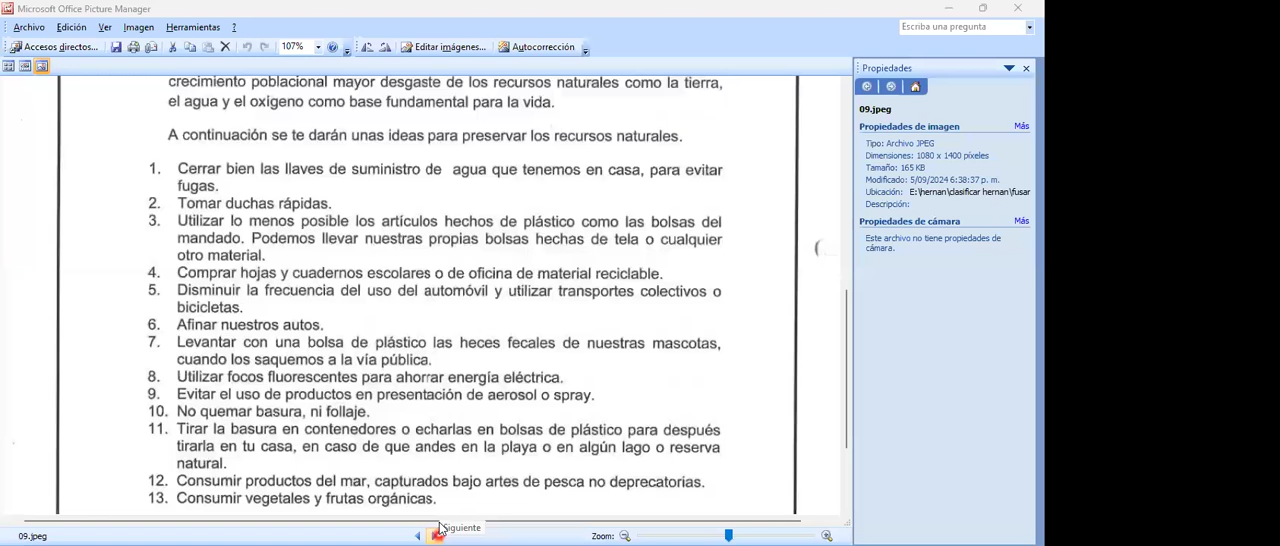 Microsoft Office Picture Manager
Archivo Edición Ver Imagen Herramientas ?
Escriba una pregunta
Accesos directos... 107% Editar imágenes... Autocorrección
Propiedades
09.jpeg
Propiedades de imagen Más
Tipo: Archivo JPEG
Dimensiones: 1080 x 1400 píxeles
Tamaño: 165 KB
Modificado: 5/09/2024 6:38:37 p. m.
Ubicación: E:\hernan\clasificar hernan\fusar
Descripción:
Propiedades de cámara Más
Este archivo no tiene propiedades de
cámara.
crecimiento poblacional mayor desgaste de los recursos naturales como la tierra,
el agua y el oxigeno como base fundamental para la vida.
A continuación se te darán unas ideas para preservar los recursos naturales.
1. Cerrar bien las llaves de suministro de agua que tenemos en casa, para evitar
fugas.
2. Tomar duchas rápidas.
3. Utilizar lo menos posible los artículos hechos de plástico como las bolsas del
mandado. Podemos llevar nuestras propias bolsas hechas de tela o cualquier
otro material.
4. Comprar hojas y cuadernos escolares o de oficina de material reciclable.
5. Disminuir la frecuencia del uso del automóvil y utilizar transportes colectivos o
bicicletas.
6. Afinar nuestros autos.
7. Levantar con una bolsa de plástico las heces fecales de nuestras mascotas,
cuando los saquemos a la vía pública.
8. Utilizar focos fluorescentes para ahorrar energía eléctrica.
9. Evitar el uso de productos en presentación de aerosol o spray.
10. No quemar basura, ni follaje.
11. Tirar la basura en contenedores o echarlas en bolsas de plástico para después
tirarla en tu casa, en caso de que andes en la playa o en algún lago o reserva
natural.
12. Consumir productos del mar, capturados bajo artes de pesca no deprecatorias.
13. Consumir vegetales y frutas orgánicas.
Siguiente
09.jpeg Zoom: